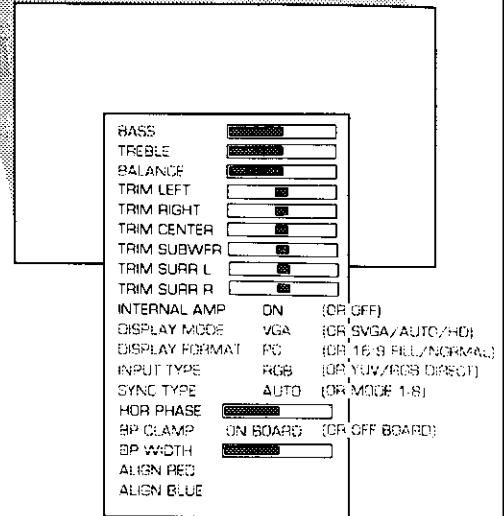 BASS
TREBLE
BALANCE
TRIM LEFT
TRIM RIGHT
TRIM CENTER
TRIM SUBWFR
TRIM SURR L
TRIM SURR R
INTERNAL AMP ON (OR OFF)
DISPLAY MODE VGA (OR SVGA/AUTO/HD)
DISPLAY FORMAT PC (OR 16:9 FILL/NORMAL)
INPUT TYPE RGB (OR YUV/RGB DIRECT)
SYNC TYPE AUTO (OR MODE 1-8)
HOR PHASE
BP CLAMP ON BOARD (OR OFF BOARD)
BP WIDTH
ALIGN RED
ALIGN BLUE